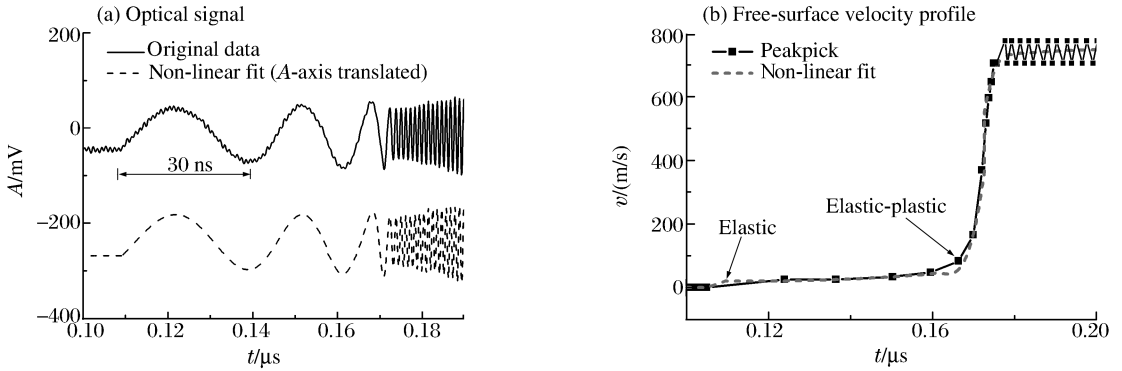 (a) Optical signal
200
0
−200
−400
A/mV
Original data
Non-linear fit (A-axis translated)
30 ns
0.10
0.12
0.14
0.16
0.18
t/μs
(b) Free-surface velocity profile
800
600
400
200
0
v/(m/s)
Peakpick
Non-linear fit
Elastic-plastic
Elastic
0.12
0.16
0.20
t/μs